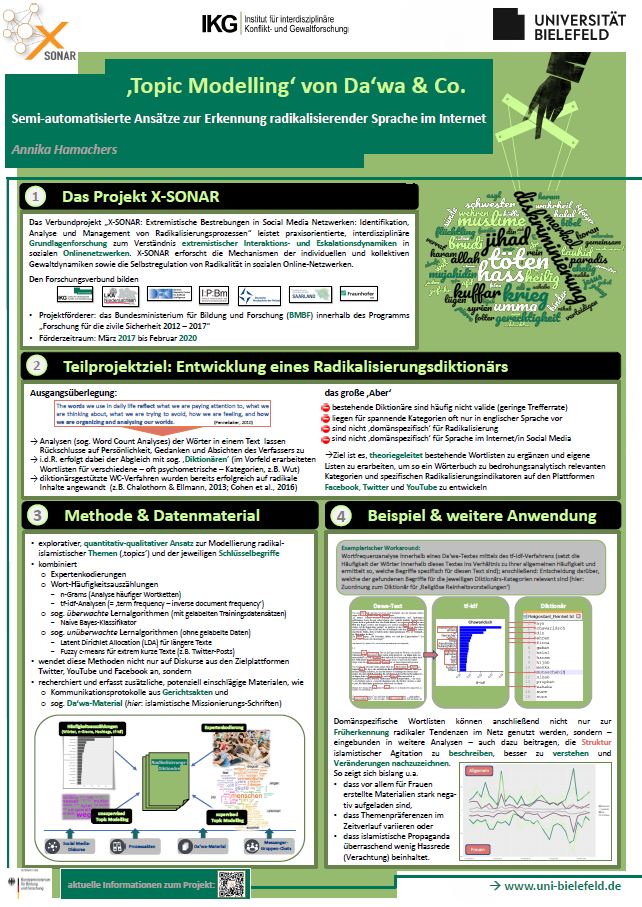 X
SONAR
IKG
Institut für interdisziplinäre
Konflikt- und Gewaltforschung
UNIVERSITÄT
BIELEFELD
‚Topic Modelling‘ von Da‘wa & Co.
Semi-automatisierte Ansätze zur Erkennung radikalisierender Sprache im Internet
Annika Hamachers
1 Das Projekt X-SONAR
Das Verbundprojekt „X-SONAR: Extremistische Bestrebungen in Social Media Netzwerken: Identifikation,
Analyse und Management von Radikalisierungsprozessen“ leistet praxisorientierte, interdisziplinäre
Grundlagenforschung zum Verständnis extremistischer Interaktions- und Eskalationsdynamiken in
sozialen Onlinenetzwerken. X-SONAR erforscht die Mechanismen der individuellen und kollektiven
Gewaltdynamiken sowie die Selbstregulation von Radikalität in sozialen Online-Netzwerken.
Den Forschungsverbund bilden
IKG
LKA
I:P:Bm
SAARLAND
Fraunhofer
• Projektförderer: das Bundesministerium für Bildung und Forschung (BMBF) innerhalb des Programms
„Forschung für die zivile Sicherheit 2012 – 2017“
• Förderzeitraum: März 2017 bis Februar 2020
schwester
muslime
wahrheit
halal
bibel
flüchtling
bruder
jihad
gemeinsam
töten
hass
heilig
mujahidin
kuffar
krieg
umma
lügen
folter
gerechtigkeit
verteidigen
diskriminierung
2 Teilprojektziel: Entwicklung eines Radikalisierungsdiktionärs
Ausgangsüberlegung:
The words we use in daily life reflect what we are paying attention to, what we
are thinking about, what we are trying to avoid, how we are feeling, and how
we are organizing and analysing our worlds. (Pennebaker, 2010)
→ Analysen (sog. Word Count Analyses) der Wörter in einem Text lassen
Rückschlüsse auf Persönlichkeit, Gedanken und Absichten des Verfassers zu
→ i.d.R. erfolgt dabei der Abgleich mit sog. ‚Diktionären‘ (im Vorfeld erarbeiteten
Wortlisten für verschiedene – oft psychometrische – Kategorien, z.B. Wut)
→ diktionärsgestützte WC-Verfahren wurden bereits erfolgreich auf radikale
Inhalte angewandt (z.B. Chalothorn & Ellmann, 2013; Cohen et al., 2016)
das große ‚Aber‘
bestehende Diktionäre sind häufig nicht valide (geringe Trefferrate)
liegen für spannende Kategorien oft nur in englischer Sprache vor
sind nicht ‚domänspezifisch‘ für Radikalisierung
sind nicht ‚domänspezifisch‘ für Sprache im Internet/in Social Media
→Ziel ist es, theoriegeleitet bestehende Wortlisten zu ergänzen und eigene
Listen zu erarbeiten, um so ein Wörterbuch zu bedrohungsanalytisch relevanten
Kategorien und spezifischen Radikalisierungsindikatoren auf den Plattformen
Facebook, Twitter und YouTube zu entwickeln
3 Methode & Datenmaterial
• explorativer, quantitativ-qualitativer Ansatz zur Modellierung radikal-
islamistischer Themen (‚topics‘) und der jeweiligen Schlüsselbegriffe
• kombiniert
o Expertenkodierungen
o Wort-Häufigkeitsauszählungen
– n-Grams (Analyse häufiger Wortketten)
– tf*idf-Analysen (= ‚term frequency – inverse document frequency‘)
o sog. überwachte Lernalgorithmen (mit gelabelten Trainingsdatensätzen)
– Naive Bayes-Klassifikator
o sog. unüberwachte Lernalgorithmen (ohne gelabelte Daten)
– Latent Dirichlet Allocation (LDA) für längere Texte
– Fuzzy c-means für extrem kurze Texte (z.B. Twitter-Posts)
• wendet diese Methoden nicht nur auf Diskurse aus den Zielplattformen
Twitter, YouTube und Facebook an, sondern
• recherchiert und erfasst zusätzliche, potenziell einschlägige Materialen, wie
o Kommunikationsprotokolle aus Gerichtsakten und
o sog. Da‘wa-Material (hier: islamistische Missionierungs-Schriften)
Häufigkeitsauszählungen
(Wörter, n-Grams, Hashtags, tf*idf)
Expertenkodierung
Radikalisierungs-
Diktionäre
menschen
unsupervised
Topic Modelling
supervised
Topic Modelling
Social Media-
Diskurse
Prozessakten
Da‘wa-Material
Messenger-
Gruppen-Chats
4 Beispiel & weitere Anwendung
Exemplarischer Workaround:
Wortfrequenzanalyse innerhalb eines Da‘wa-Textes mittels des tf-idf-Verfahrens (setzt die
Häufigkeit der Wörter innerhalb dieses Textes ins Verhältnis zu ihrer allgemeinen Häufigkeit und
ermittelt so, welche Begriffe spezifisch für diesen Text sind); anschließend: Entscheidung darüber,
welche der gefundenen Begriffe für die jeweiligen Diktionärs-Kategorien relevant sind (hier:
Zuordnung zum Diktionär für ‚Religiöse Reinheitsvorstellungen‘)
Dawa-Text
tf-idf
Diktionär
Domänspezifische Wortlisten können anschließend nicht nur zur
Früherkennung radikaler Tendenzen im Netz genutzt werden, sondern –
eingebunden in weitere Analysen – auch dazu beitragen, die Struktur
islamistischer Agitation zu beschreiben, besser zu verstehen und
Veränderungen nachzuzeichnen.
So zeigt sich bislang u.a.
• dass vor allem für Frauen
erstellte Materialien stark nega-
tiv aufgeladen sind,
• dass Themenpräferenzen im
Zeitverlauf variieren oder
• dass islamistische Propaganda
überraschend wenig Hassrede
(Verachtung) beinhaltet.
Allgemein
Frauen
Bundesministerium
für Bildung
und Forschung
aktuelle Informationen zum Projekt:
→ www.uni-bielefeld.de